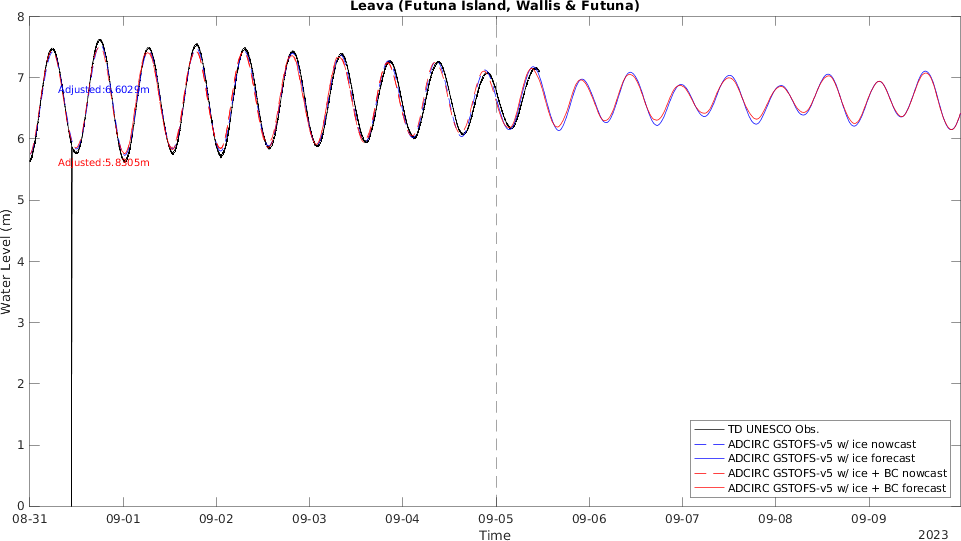 Leava (Futuna Island, Wallis & Futuna)
8
7
6
5
4
3
2
1
0
Water Level (m)
Adjusted:6.6029m
Adjusted:5.8305m
TD UNESCO Obs.
ADCIRC GSTOFS-v5 w/ ice nowcast
ADCIRC GSTOFS-v5 w/ ice forecast
ADCIRC GSTOFS-v5 w/ ice + BC nowcast
ADCIRC GSTOFS-v5 w/ ice + BC forecast
08-31 09-01 09-02 09-03 09-04 09-05 09-06 09-07 09-08 09-09
Time
2023